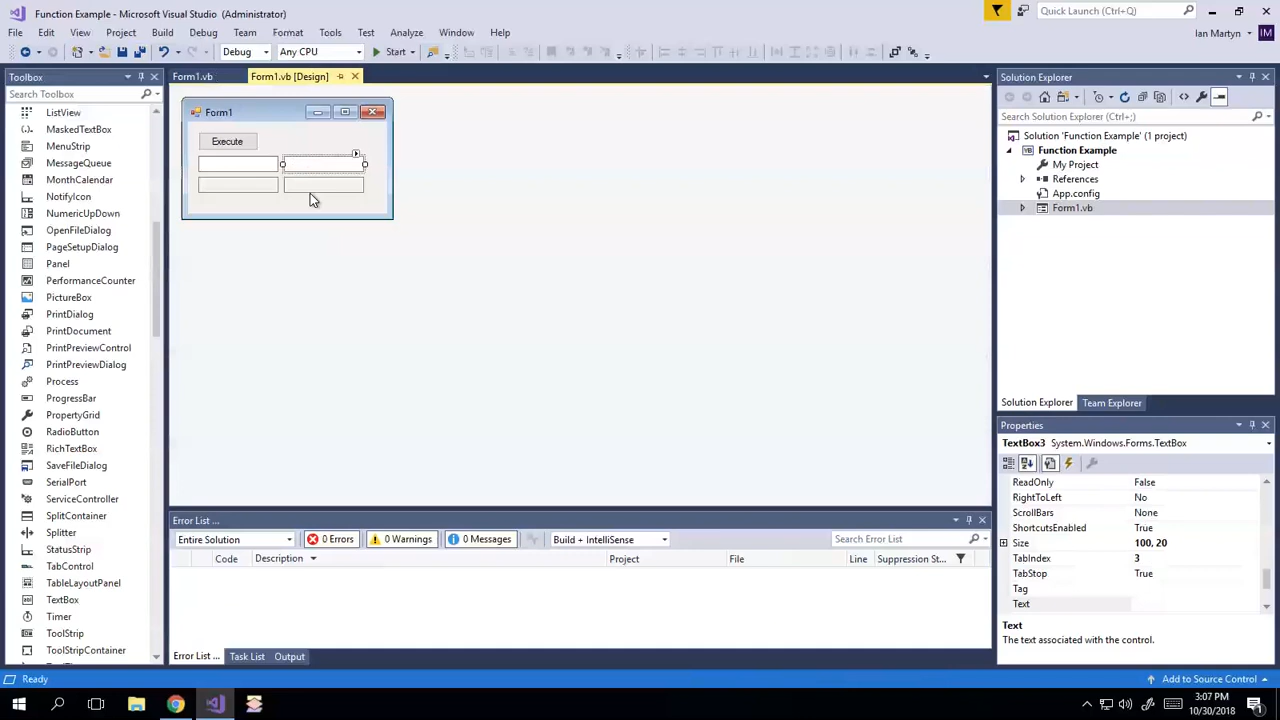 Function Example - Microsoft Visual Studio (Administrator)
Quick Launch (Ctrl+Q)
File Edit View Project Build Debug Team Format Tools Test Analyze Window Help
Ian Martyn IM
Debug Any CPU Start
Toolbox
Form1.vb Form1.vb [Design]
Solution Explorer
Search Toolbox
ListView
MaskedTextBox
MenuStrip
MessageQueue
MonthCalendar
NotifyIcon
NumericUpDown
OpenFileDialog
PageSetupDialog
Panel
PerformanceCounter
PictureBox
PrintDialog
PrintDocument
PrintPreviewControl
PrintPreviewDialog
Process
ProgressBar
PropertyGrid
RadioButton
RichTextBox
SaveFileDialog
SerialPort
ServiceController
SplitContainer
Splitter
StatusStrip
TabControl
TableLayoutPanel
TextBox
Timer
ToolStrip
ToolStripContainer
Form1
Execute
Search Solution Explorer (Ctrl+;)
Solution 'Function Example' (1 project)
VB Function Example
My Project
References
App.config
Form1.vb
Solution Explorer Team Explorer
Properties
TextBox3 System.Windows.Forms.TextBox
ReadOnly False
RightToLeft No
ScrollBars None
ShortcutsEnabled True
Size 100, 20
TabIndex 3
TabStop True
Tag
Text
Text
The text associated with the control.
Error List ...
Entire Solution 0 Errors 0 Warnings 0 Messages Build + IntelliSense Search Error List
Code Description Project File Line Suppression St...
Error List ... Task List Output
Ready
Add to Source Control
3:07 PM
10/30/2018
1